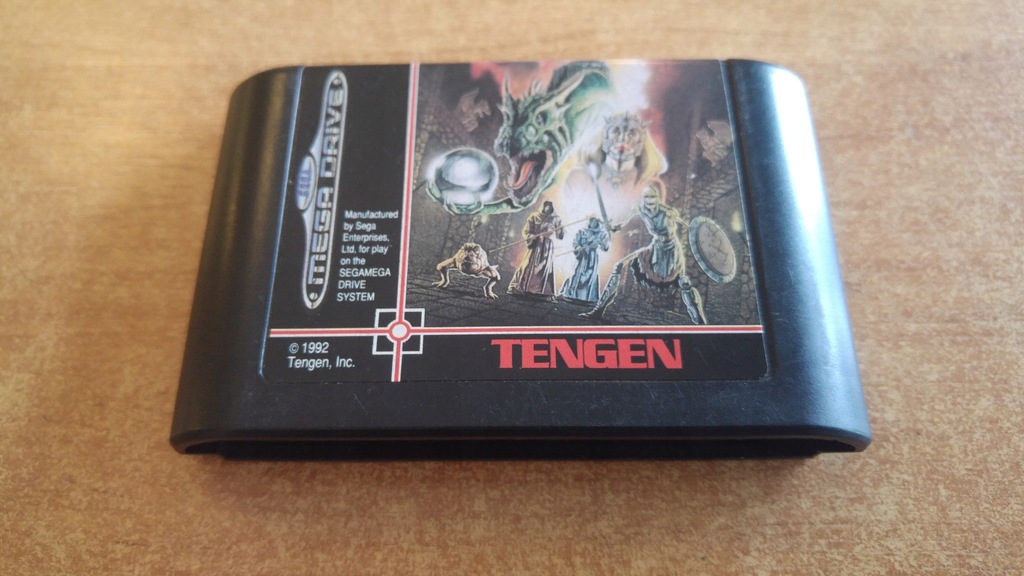 SEGA
MEGA DRIVE
Manufactured
by Sega
Enterprises,
Ltd. for play
on the
SEGAMEGA
DRIVE
SYSTEM
© 1992
Tengen, Inc.
TENGEN